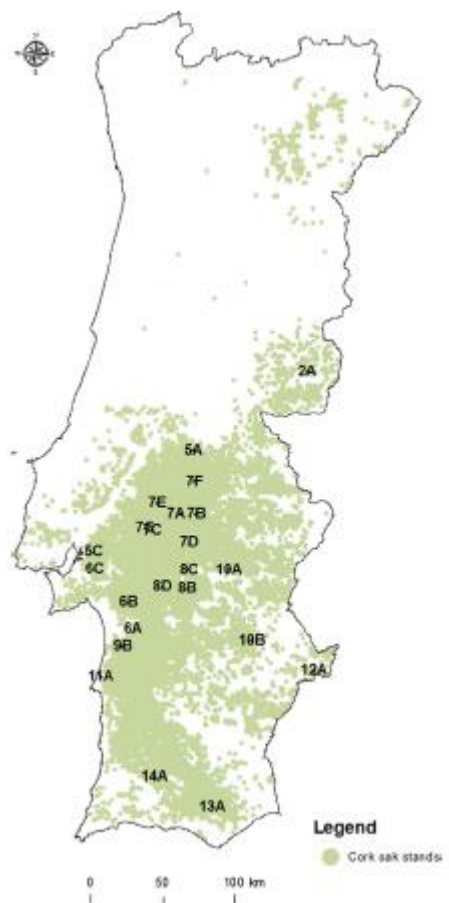 N
S
2A
5A
7F
7E
7A 7B
7C
7D
5C
6C
8C 10A
8D 8B
6B
6A
10B
9B
11A 12A
14A
13A
Legend
Cork oak stands
0 50 100 km